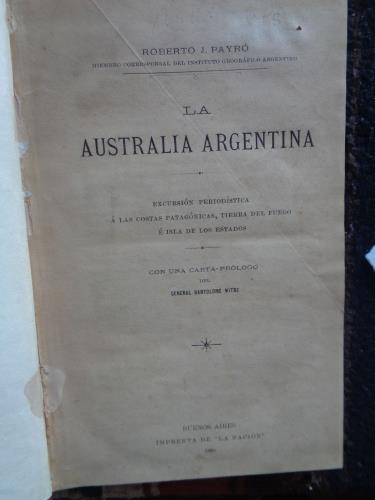 ROBERTO J. PAYRÓ
MIEMBRO CORRESPONSAL DEL INSTITUTO GEOGRÁFICO ARGENTINO
LA
AUSTRALIA ARGENTINA
EXCURSIÓN PERIODÍSTICA
Á LAS COSTAS PATAGÓNICAS, TIERRA DEL FUEGO
É ISLA DE LOS ESTADOS
CON UNA CARTA-PRÓLOGO
DEL
GENERAL BARTOLOMÉ MITRE
BUENOS AIRES
IMPRENTA DE "LA NACION"